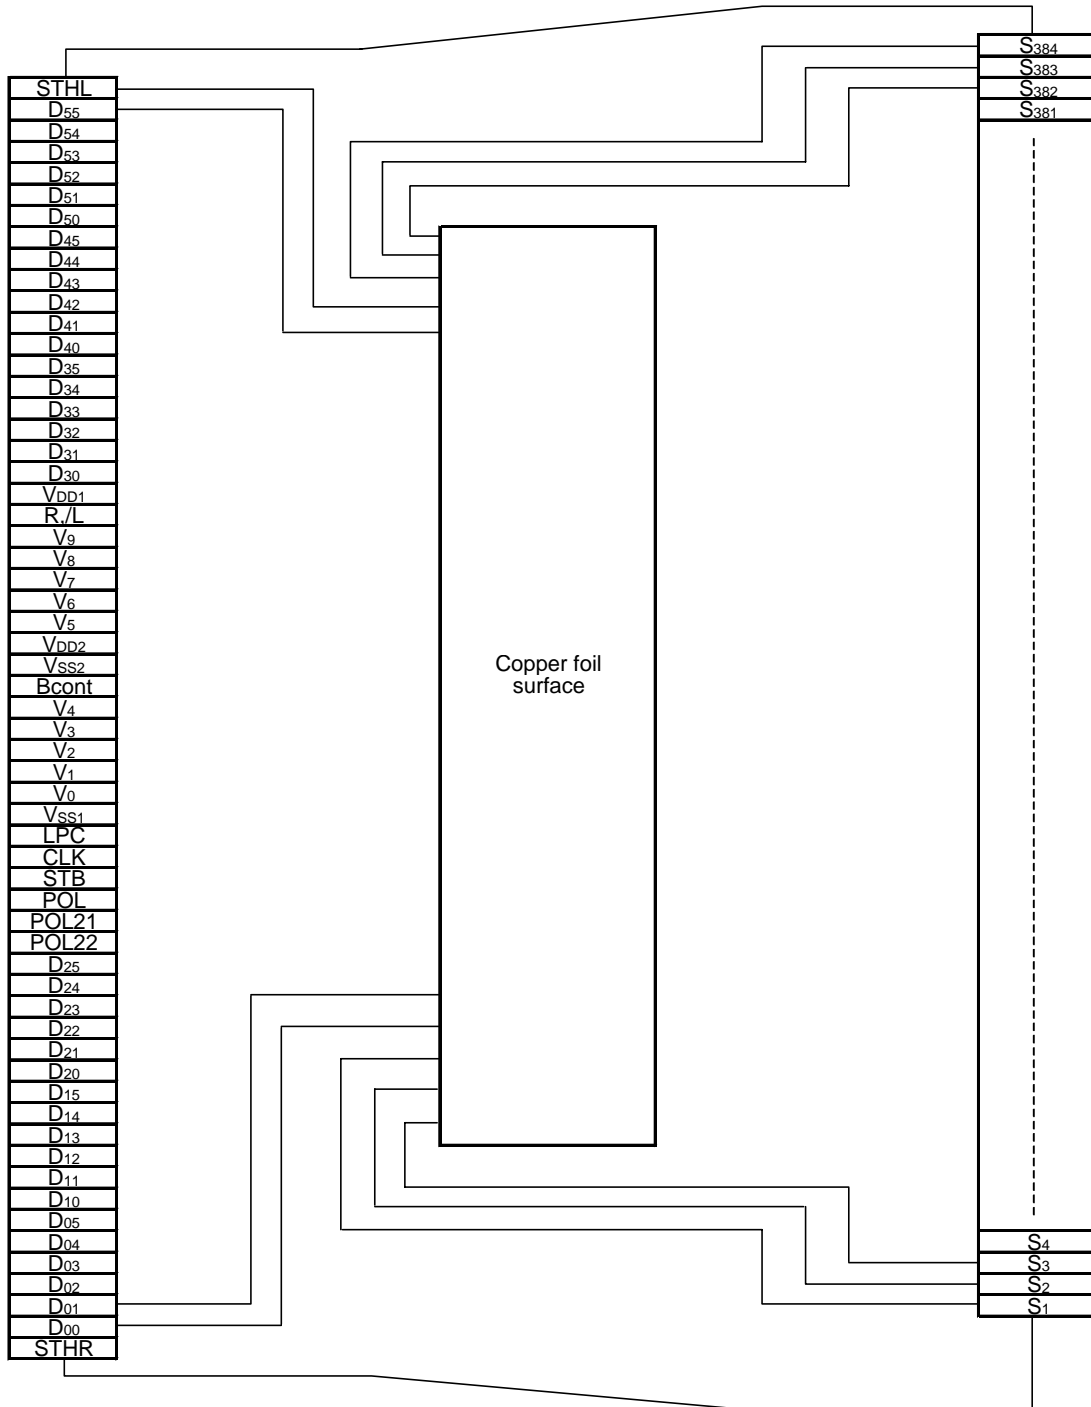 STHL
D55
D54
D53
D52
D51
D50
D45
D44
D43
D42
D41
D40
D35
D34
D33
D32
D31
D30
VDD1
R,/L
V9
V8
V7
V6
V5
VDD2
VSS2
Bcont
V4
V3
V2
V1
V0
VSS1
LPC
CLK
STB
POL
POL21
POL22
D25
D24
D23
D22
D21
D20
D15
D14
D13
D12
D11
D10
D05
D04
D03
D02
D01
D00
STHR
Copper foil
surface
S384
S383
S382
S381
S4
S3
S2
S1